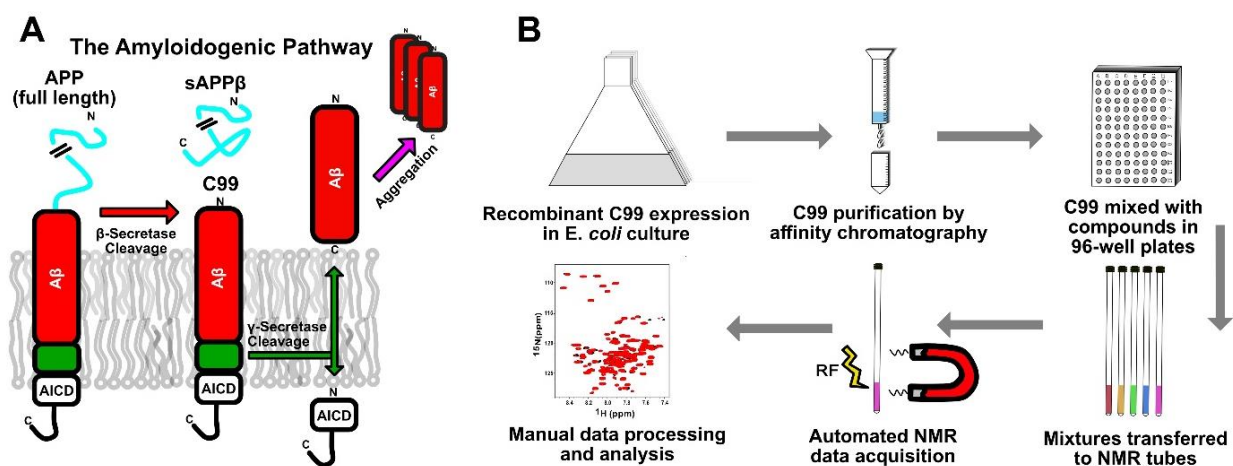 A
The Amyloidogenic Pathway
APP
(full length)
N
sAPPβ
N
C
C99
N
Aβ
β-Secretase
Cleavage
Aβ
N
Aβ
C
N
Aβ
C
Aggregation
γ-Secretase
Cleavage
AICD
C
AICD
C
N
AICD
C
B
Recombinant C99 expression
in E. coli culture
C99 purification by
affinity chromatography
C99 mixed with
compounds in
96-well plates
Mixtures transferred
to NMR tubes
RF
Automated NMR
data acquisition
15N(ppm)
110
115
120
125
8.4 8.2 8.0 7.8 7.6 7.4
1H (ppm)
Manual data processing
and analysis